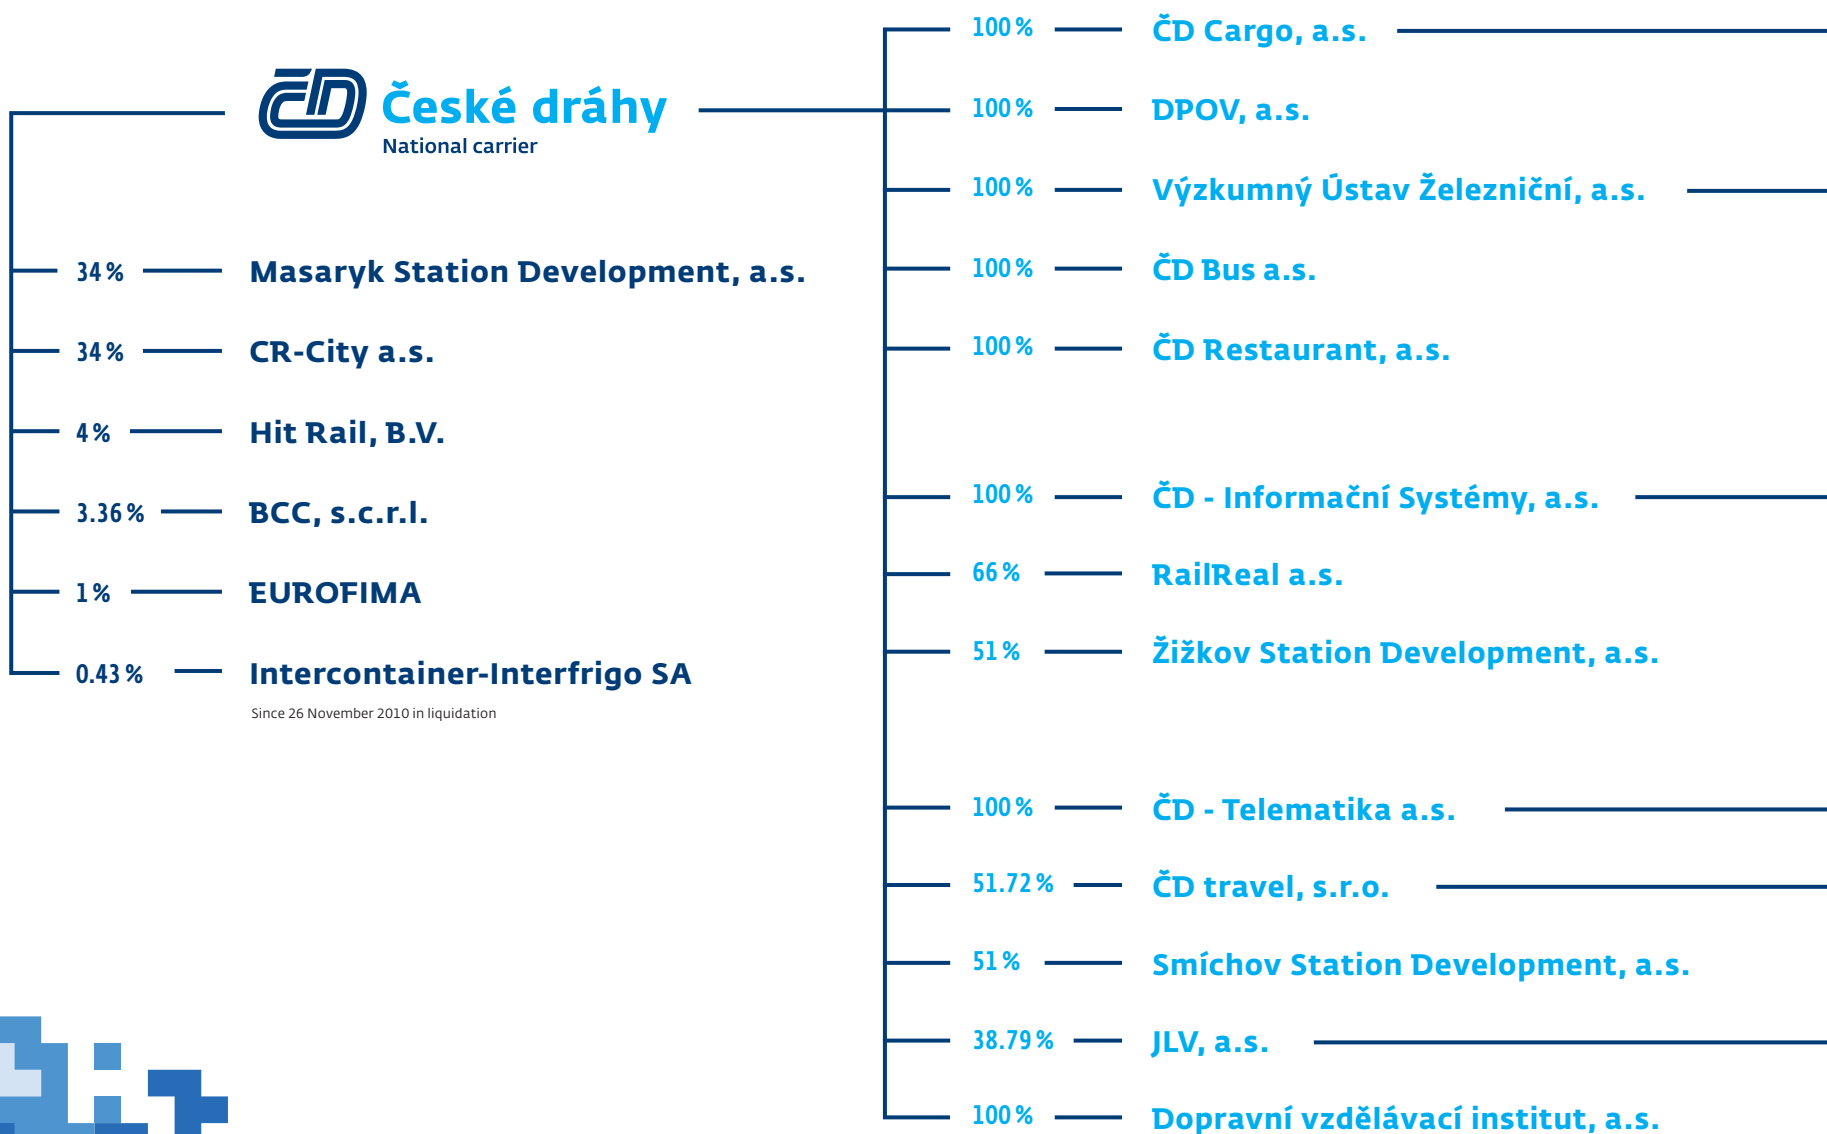 ČD České dráhy
National carrier
34 % Masaryk Station Development, a.s.
34 % CR-City a.s.
4 % Hit Rail, B.V.
3.36 % BCC, s.c.r.l.
1 % EUROFIMA
0.43 % Intercontainer-Interfrigo SA
Since 26 November 2010 in liquidation
100 % ČD Cargo, a.s.
100 % DPOV, a.s.
100 % Výzkumný Ústav Železniční, a.s.
100 % ČD Bus a.s.
100 % ČD Restaurant, a.s.
100 % ČD - Informační Systémy, a.s.
66 % RailReal a.s.
51 % Žižkov Station Development, a.s.
100 % ČD - Telematika a.s.
51.72 % ČD travel, s.r.o.
51 % Smíchov Station Development, a.s.
38.79 % JLV, a.s.
100 % Dopravní vzdělávací institut, a.s.